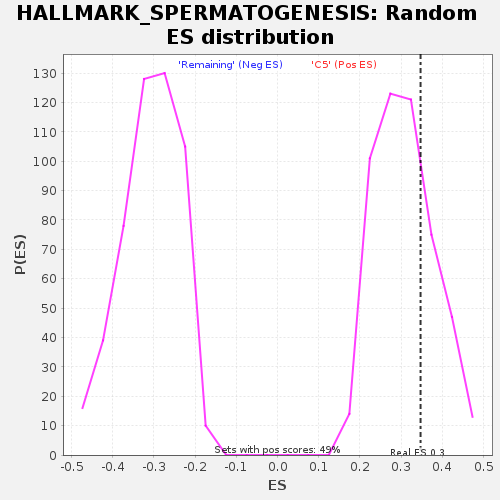 HALLMARK_SPERMATOGENESIS: Random
ES distribution
'Remaining' (Neg ES) 'C5' (Pos ES)
130
120
110
100
90
80
70
60
50
40
30
20
10
0
P(ES)
Sets with pos scores: 49%
Real ES 0.3
-0.5 -0.4 -0.3 -0.2 -0.1 0.0 0.1 0.2 0.3 0.4 0.5
ES